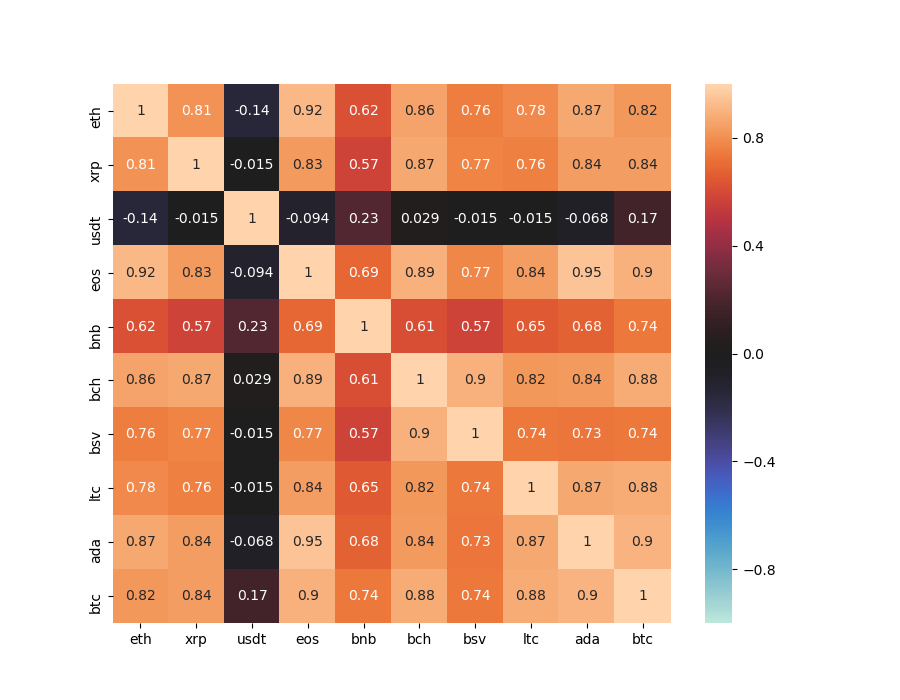 eth 1 0.81 -0.14 0.92 0.62 0.86 0.76 0.78 0.87 0.82
xrp 0.81 1 -0.015 0.83 0.57 0.87 0.77 0.76 0.84 0.84
usdt -0.14 -0.015 1 -0.094 0.23 0.029 -0.015 -0.015 -0.068 0.17
eos 0.92 0.83 -0.094 1 0.69 0.89 0.77 0.84 0.95 0.9
bnb 0.62 0.57 0.23 0.69 1 0.61 0.57 0.65 0.68 0.74
bch 0.86 0.87 0.029 0.89 0.61 1 0.9 0.82 0.84 0.88
bsv 0.76 0.77 -0.015 0.77 0.57 0.9 1 0.74 0.73 0.74
ltc 0.78 0.76 -0.015 0.84 0.65 0.82 0.74 1 0.87 0.88
ada 0.87 0.84 -0.068 0.95 0.68 0.84 0.73 0.87 1 0.9
btc 0.82 0.84 0.17 0.9 0.74 0.88 0.74 0.88 0.9 1
eth xrp usdt eos bnb bch bsv ltc ada btc
0.8
0.4
0.0
−0.4
−0.8